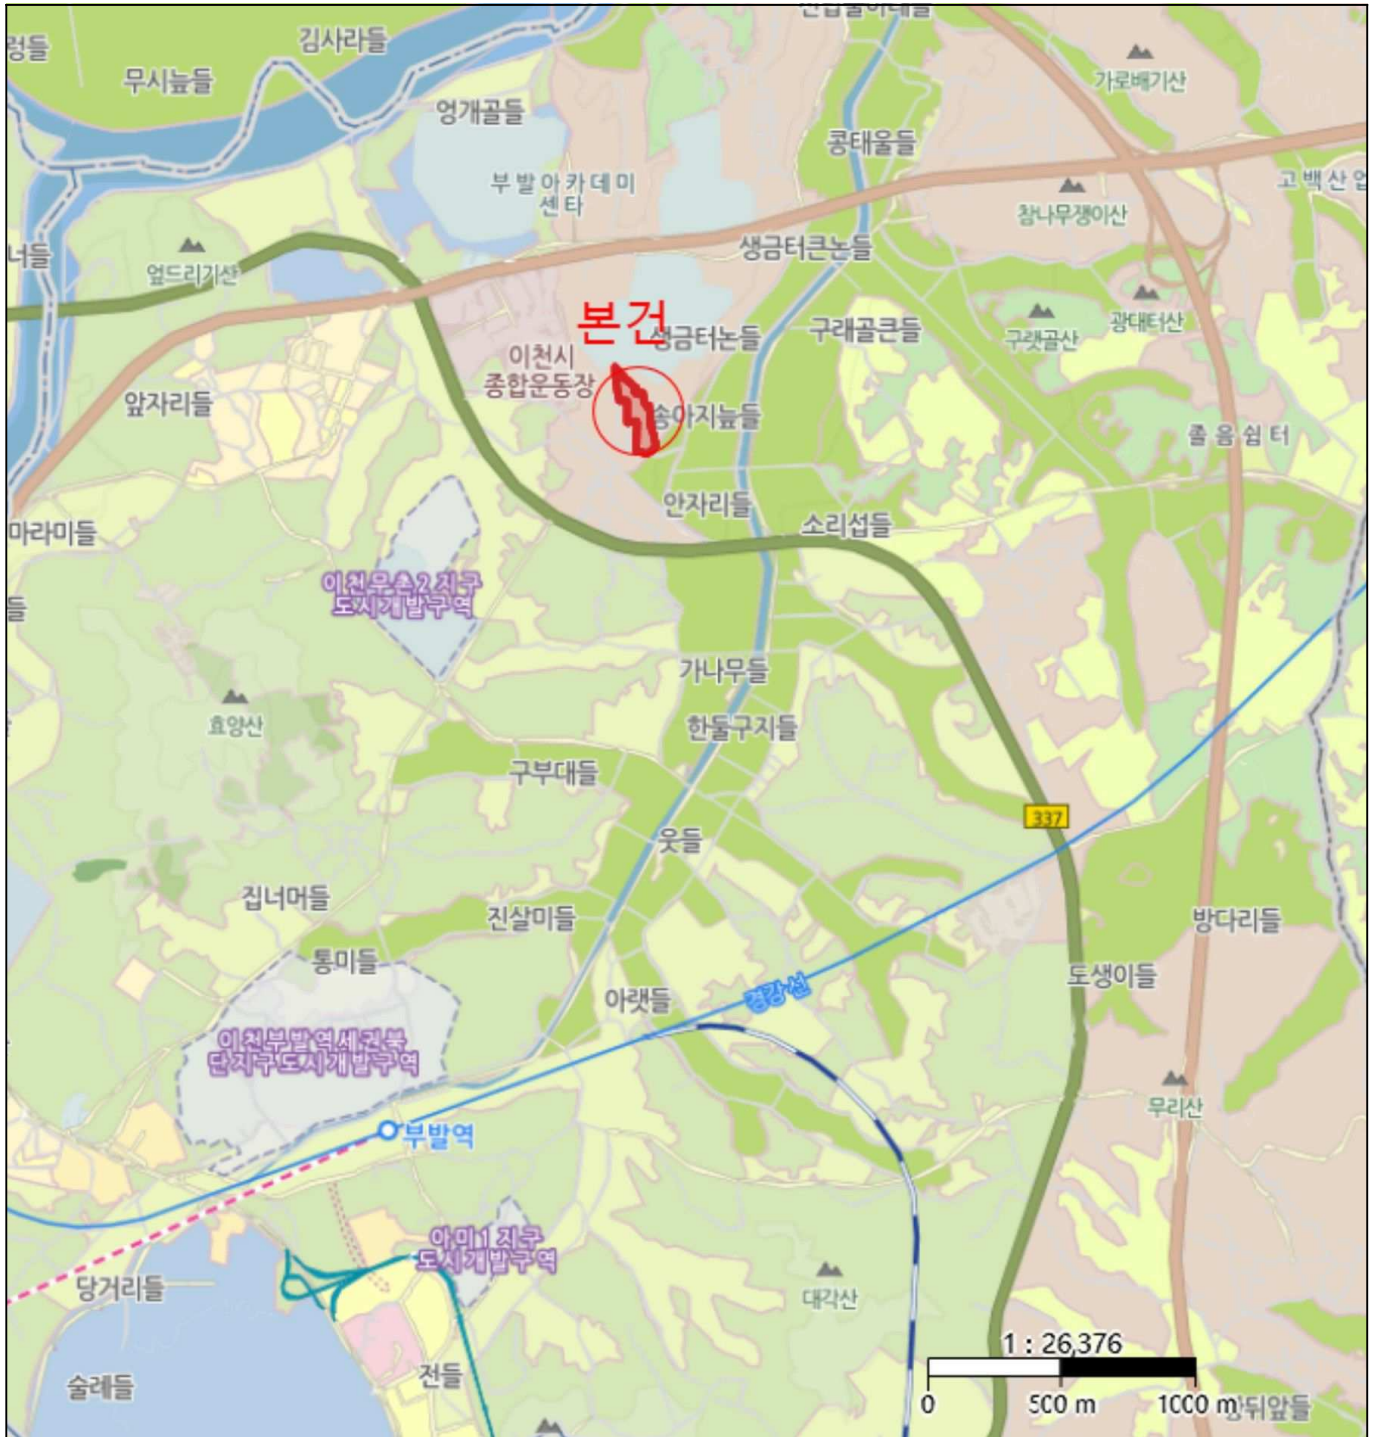 김사라들
무시늪들
엉개골들
콩태울들
가로배기산
부발아카데미
센타
참나무쟁이산
생금터큰논들
너들
엎드리기산
본건
생금터논들
구래골큰들
구랫골산
광대터산
이천시
종합운동장
앞자리들
송아지늪들
졸음쉼터
안자리들
소리섭들
마라미들
이천무촌2지구
도시개발구역
들
가나무들
효양산
한둘구지들
구부대들
337
웃들
집너머들
진살미들
방다리들
통미들
도생이들
아랫들
경강선
이천부발역세권북
단지구도시개발구역
무리산
부발역
아미1지구
도시개발구역
당거리들
대각산
1 : 26,376
전들
술레들
0
500 m
1000 m
뒤앞들